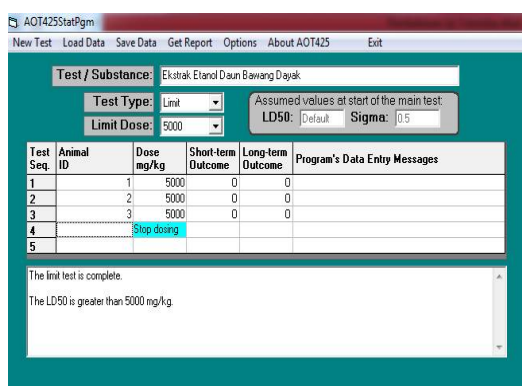 AOT425StatPgm
New Test Load Data Save Data Get Report Options About AOT425 Exit
Test / Substance: Ekstrak Etanol Daun Bawang Dayak
Test Type: Limit
Limit Dose: 5000
Assumed values at start of the main test:
LD50: Default Sigma: 0.5
Test Seq. Animal ID Dose mg/kg Short-term Outcome Long-term Outcome Program's Data Entry Messages
1 1 5000 0 0
2 2 5000 0 0
3 3 5000 0 0
4 Stop dosing
5
The limit test is complete.
The LD50 is greater than 5000 mg/kg.